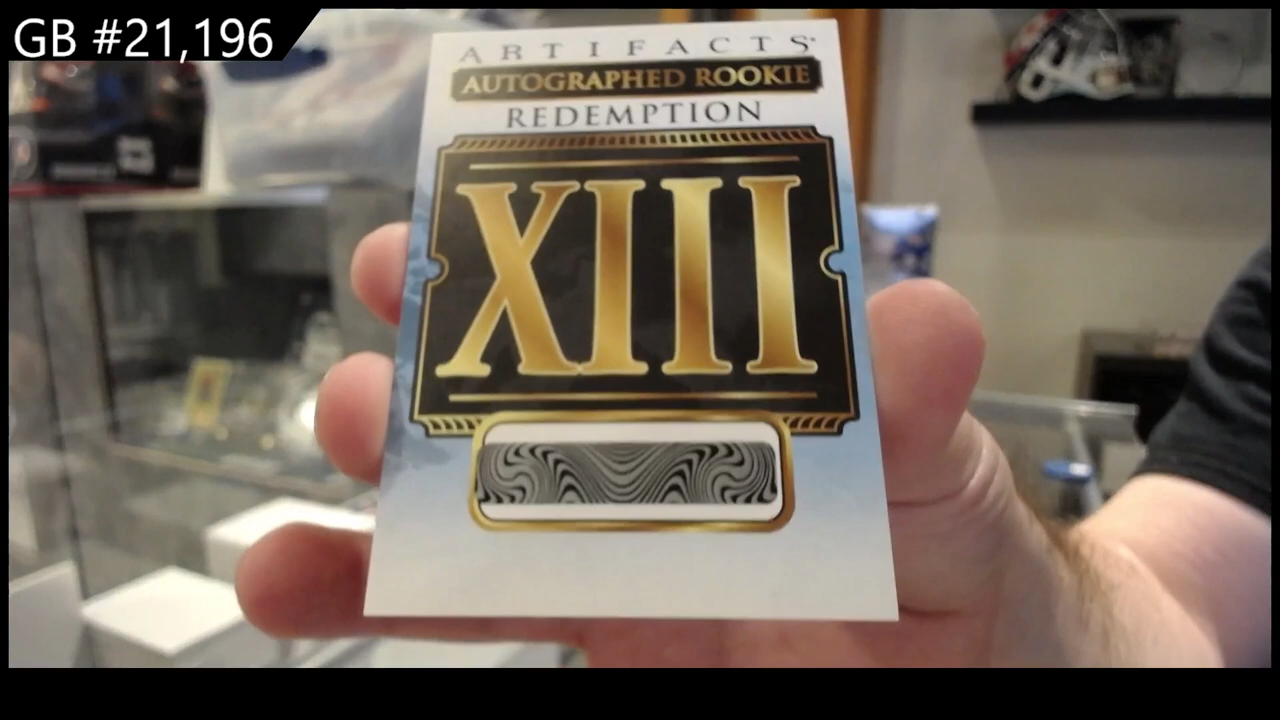 GB #21,196
ARTIFACTS
AUTOGRAPHED ROOKIE
REDEMPTION
XIII